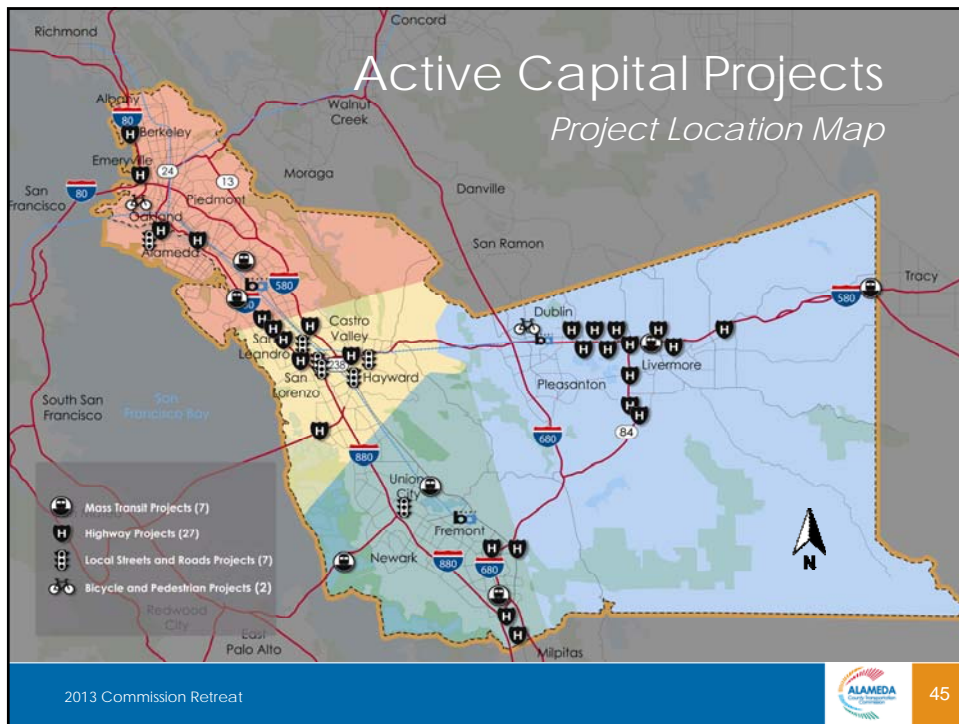 Active Capital Projects
Project Location Map
Concord
Richmond
Albany
80
Berkeley
Walnut
Creek
Emeryville
24
13
Moraga
San
Francisco
80
Piedmont
Oakland
Danville
Alameda
San Ramon
580
Tracy
580
Dublin
Castro
Valley
San
Leandro
238
Hayward
San
Lorenzo
Livermore
Pleasanton
South San
Francisco
San
Francisco Bay
84
680
880
Union
City
Fremont
Newark
880
680
Mass Transit Projects (7)
Highway Projects (27)
Local Streets and Roads Projects (7)
Bicycle and Pedestrian Projects (2)
N
Redwood
City
East
Palo Alto
Milpitas
2013 Commission Retreat
ALAMEDA
County Transportation
Commission
45